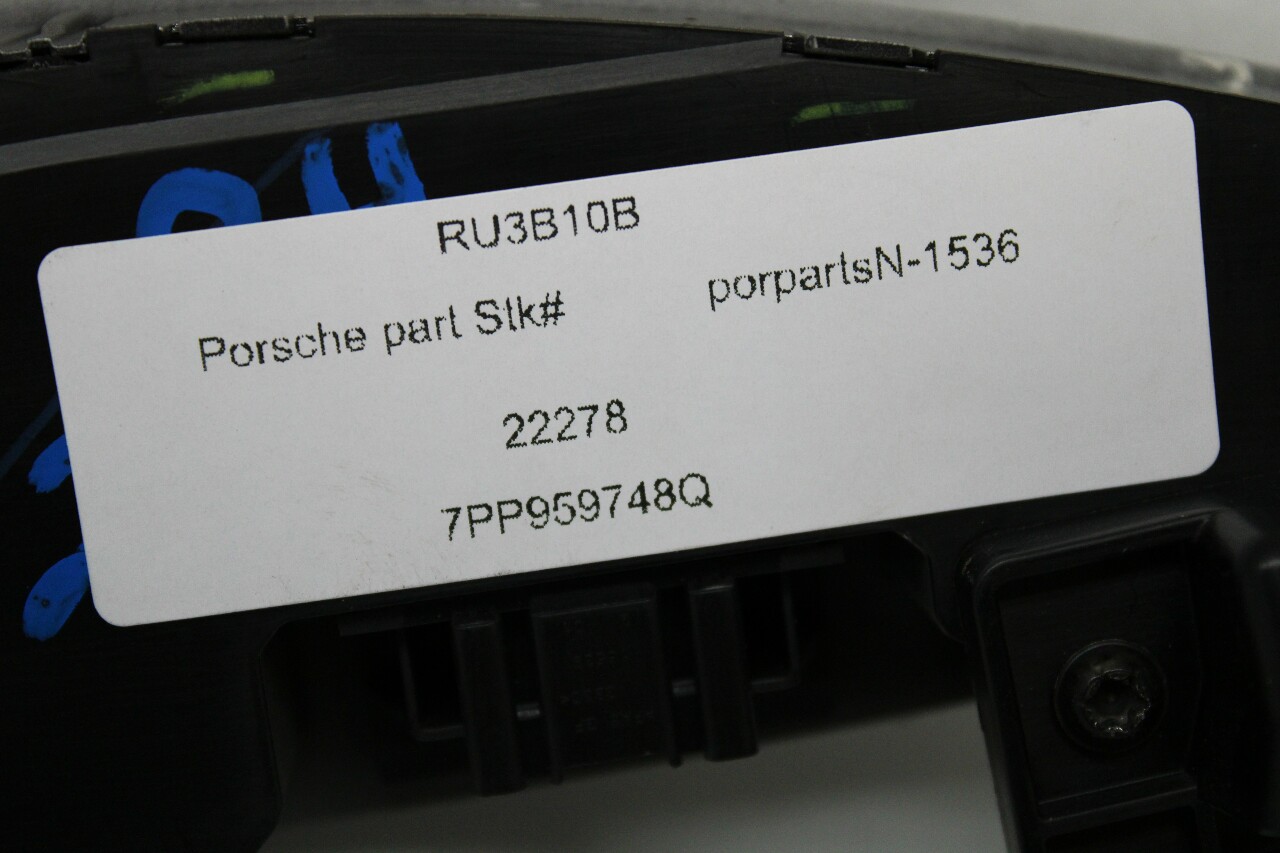 RU3B10B
Porsche part Stk# porpartsN-1536
22278
7PP959748Q